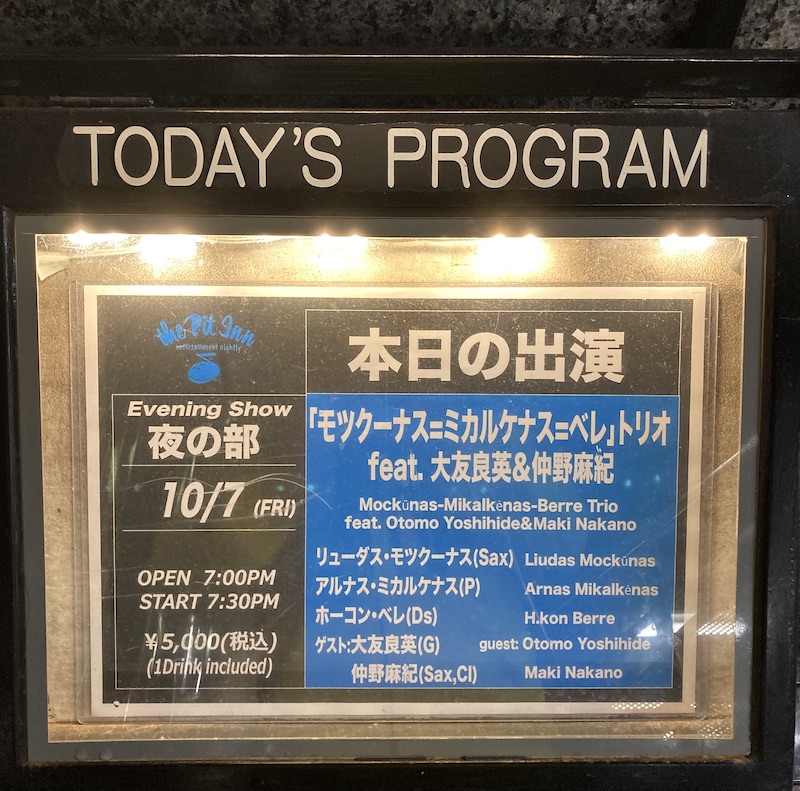 TODAY'S PROGRAM
the Pit Inn
entertainment nightly
本日の出演
Evening Show
夜の部
10/7 (FRI)
OPEN 7:00PM
START 7:30PM
¥5,000(税込)
(1Drink included)
「モツクーナス=ミカルケナス=ベレ」トリオ
feat. 大友良英&仲野麻紀
Mockūnas-Mikalkėnas-Berre Trio
feat. Otomo Yoshihide&Maki Nakano
リューダス・モツクーナス(Sax) Liudas Mockūnas
アルナス・ミカルケナス(P) Arnas Mikalkėnas
ホーコン・ベレ(Ds) H.kon Berre
ゲスト:大友良英(G) guest: Otomo Yoshihide
仲野麻紀(Sax,Cl) Maki Nakano